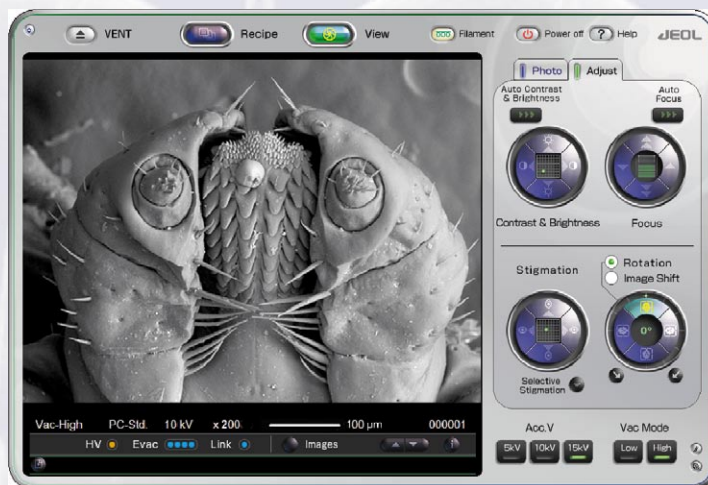 VENT Recipe View Filament Power off ? Help JEOL
Photo Adjust
Auto Contrast & Brightness
Auto Focus
Contrast & Brightness Focus
Stigmation
Rotation
Image Shift
0°
Selective Stigmation
Vac-High PC-Std. 10 kV x 200 100 µm 000001
HV Evac Link Images i
Acc.V Vac Mode
5kV 10kV 15kV Low High